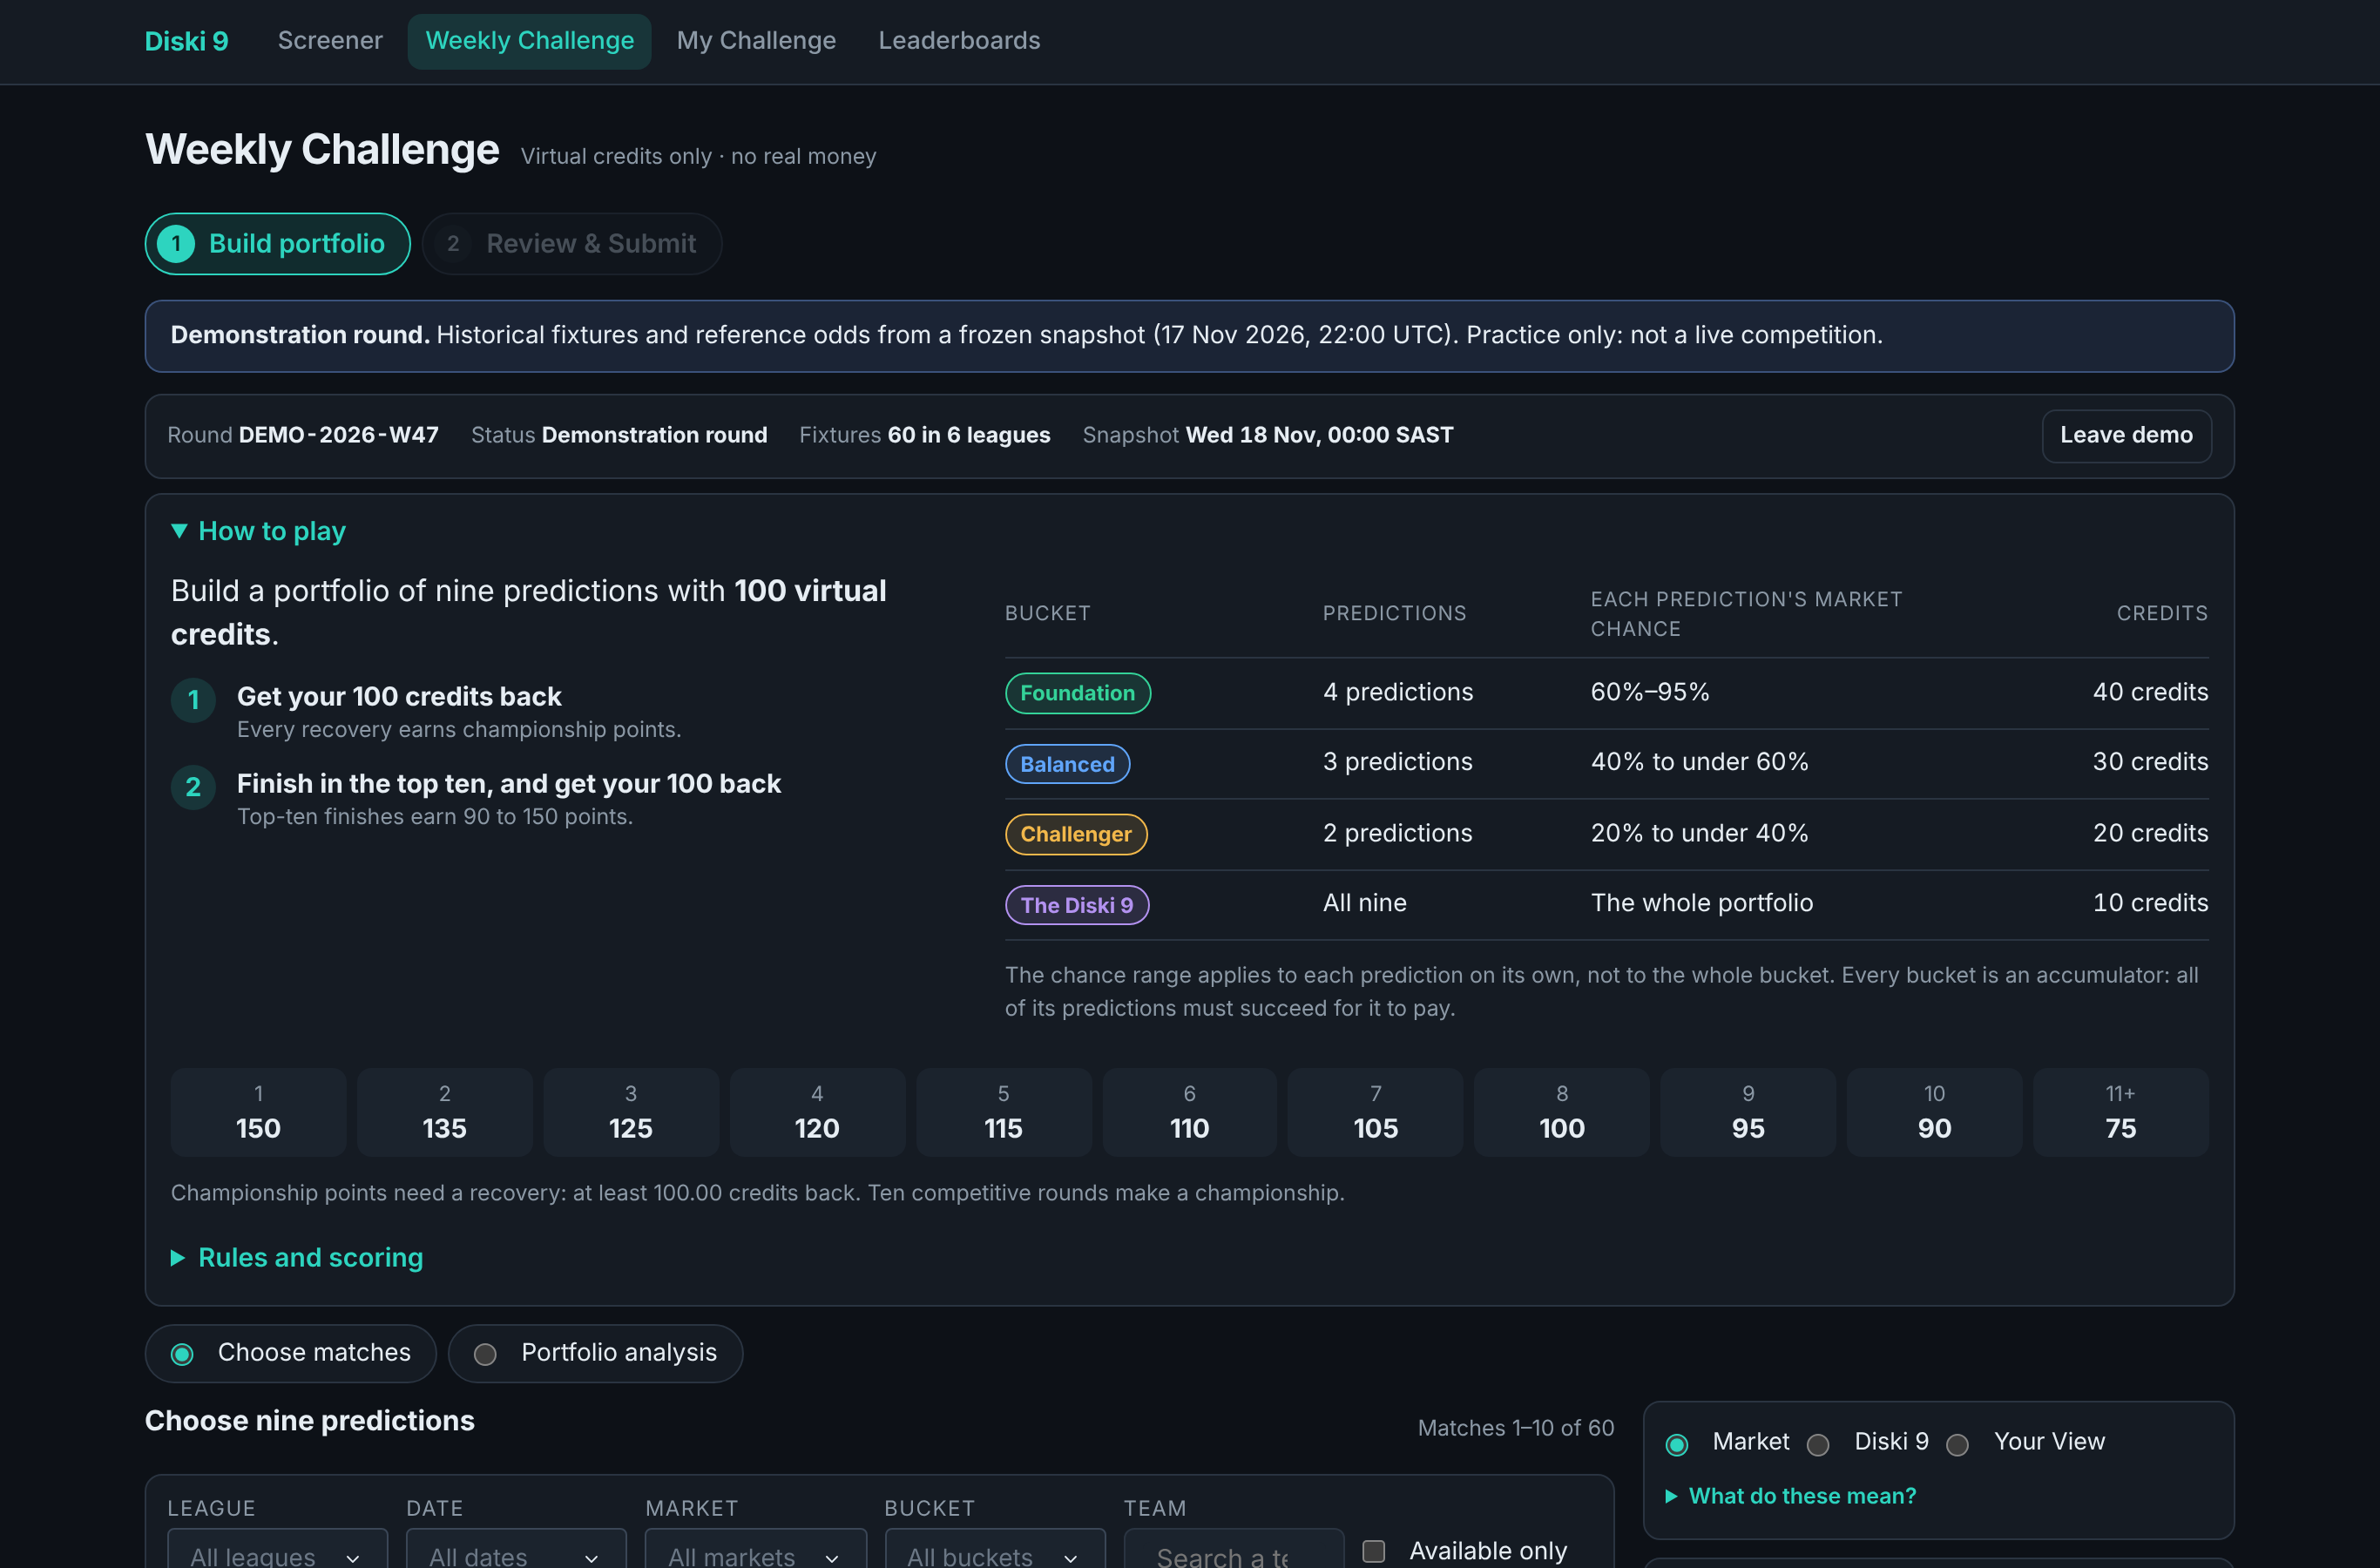 Diski 9 Screener Weekly Challenge My Challenge Leaderboards
Weekly Challenge Virtual credits only · no real money
1 Build portfolio 2 Review & Submit
Demonstration round. Historical fixtures and reference odds from a frozen snapshot (17 Nov 2026, 22:00 UTC). Practice only: not a live competition.
Round DEMO-2026-W47 Status Demonstration round Fixtures 60 in 6 leagues Snapshot Wed 18 Nov, 00:00 SAST Leave demo
▼ How to play
Build a portfolio of nine predictions with 100 virtual
credits.
1 Get your 100 credits back
Every recovery earns championship points.
2 Finish in the top ten, and get your 100 back
Top-ten finishes earn 90 to 150 points.
BUCKET PREDICTIONS EACH PREDICTION'S MARKET CHANCE CREDITS
Foundation 4 predictions 60%–95% 40 credits
Balanced 3 predictions 40% to under 60% 30 credits
Challenger 2 predictions 20% to under 40% 20 credits
The Diski 9 All nine The whole portfolio 10 credits
The chance range applies to each prediction on its own, not to the whole bucket. Every bucket is an accumulator: all
of its predictions must succeed for it to pay.
1 2 3 4 5 6 7 8 9 10 11+
150 135 125 120 115 110 105 100 95 90 75
Championship points need a recovery: at least 100.00 credits back. Ten competitive rounds make a championship.
▶ Rules and scoring
Choose matches Portfolio analysis
Choose nine predictions Matches 1–10 of 60
Market Diski 9 Your View
▶ What do these mean?
LEAGUE DATE MARKET BUCKET TEAM
All leagues All dates All markets All buckets Search a te Available only